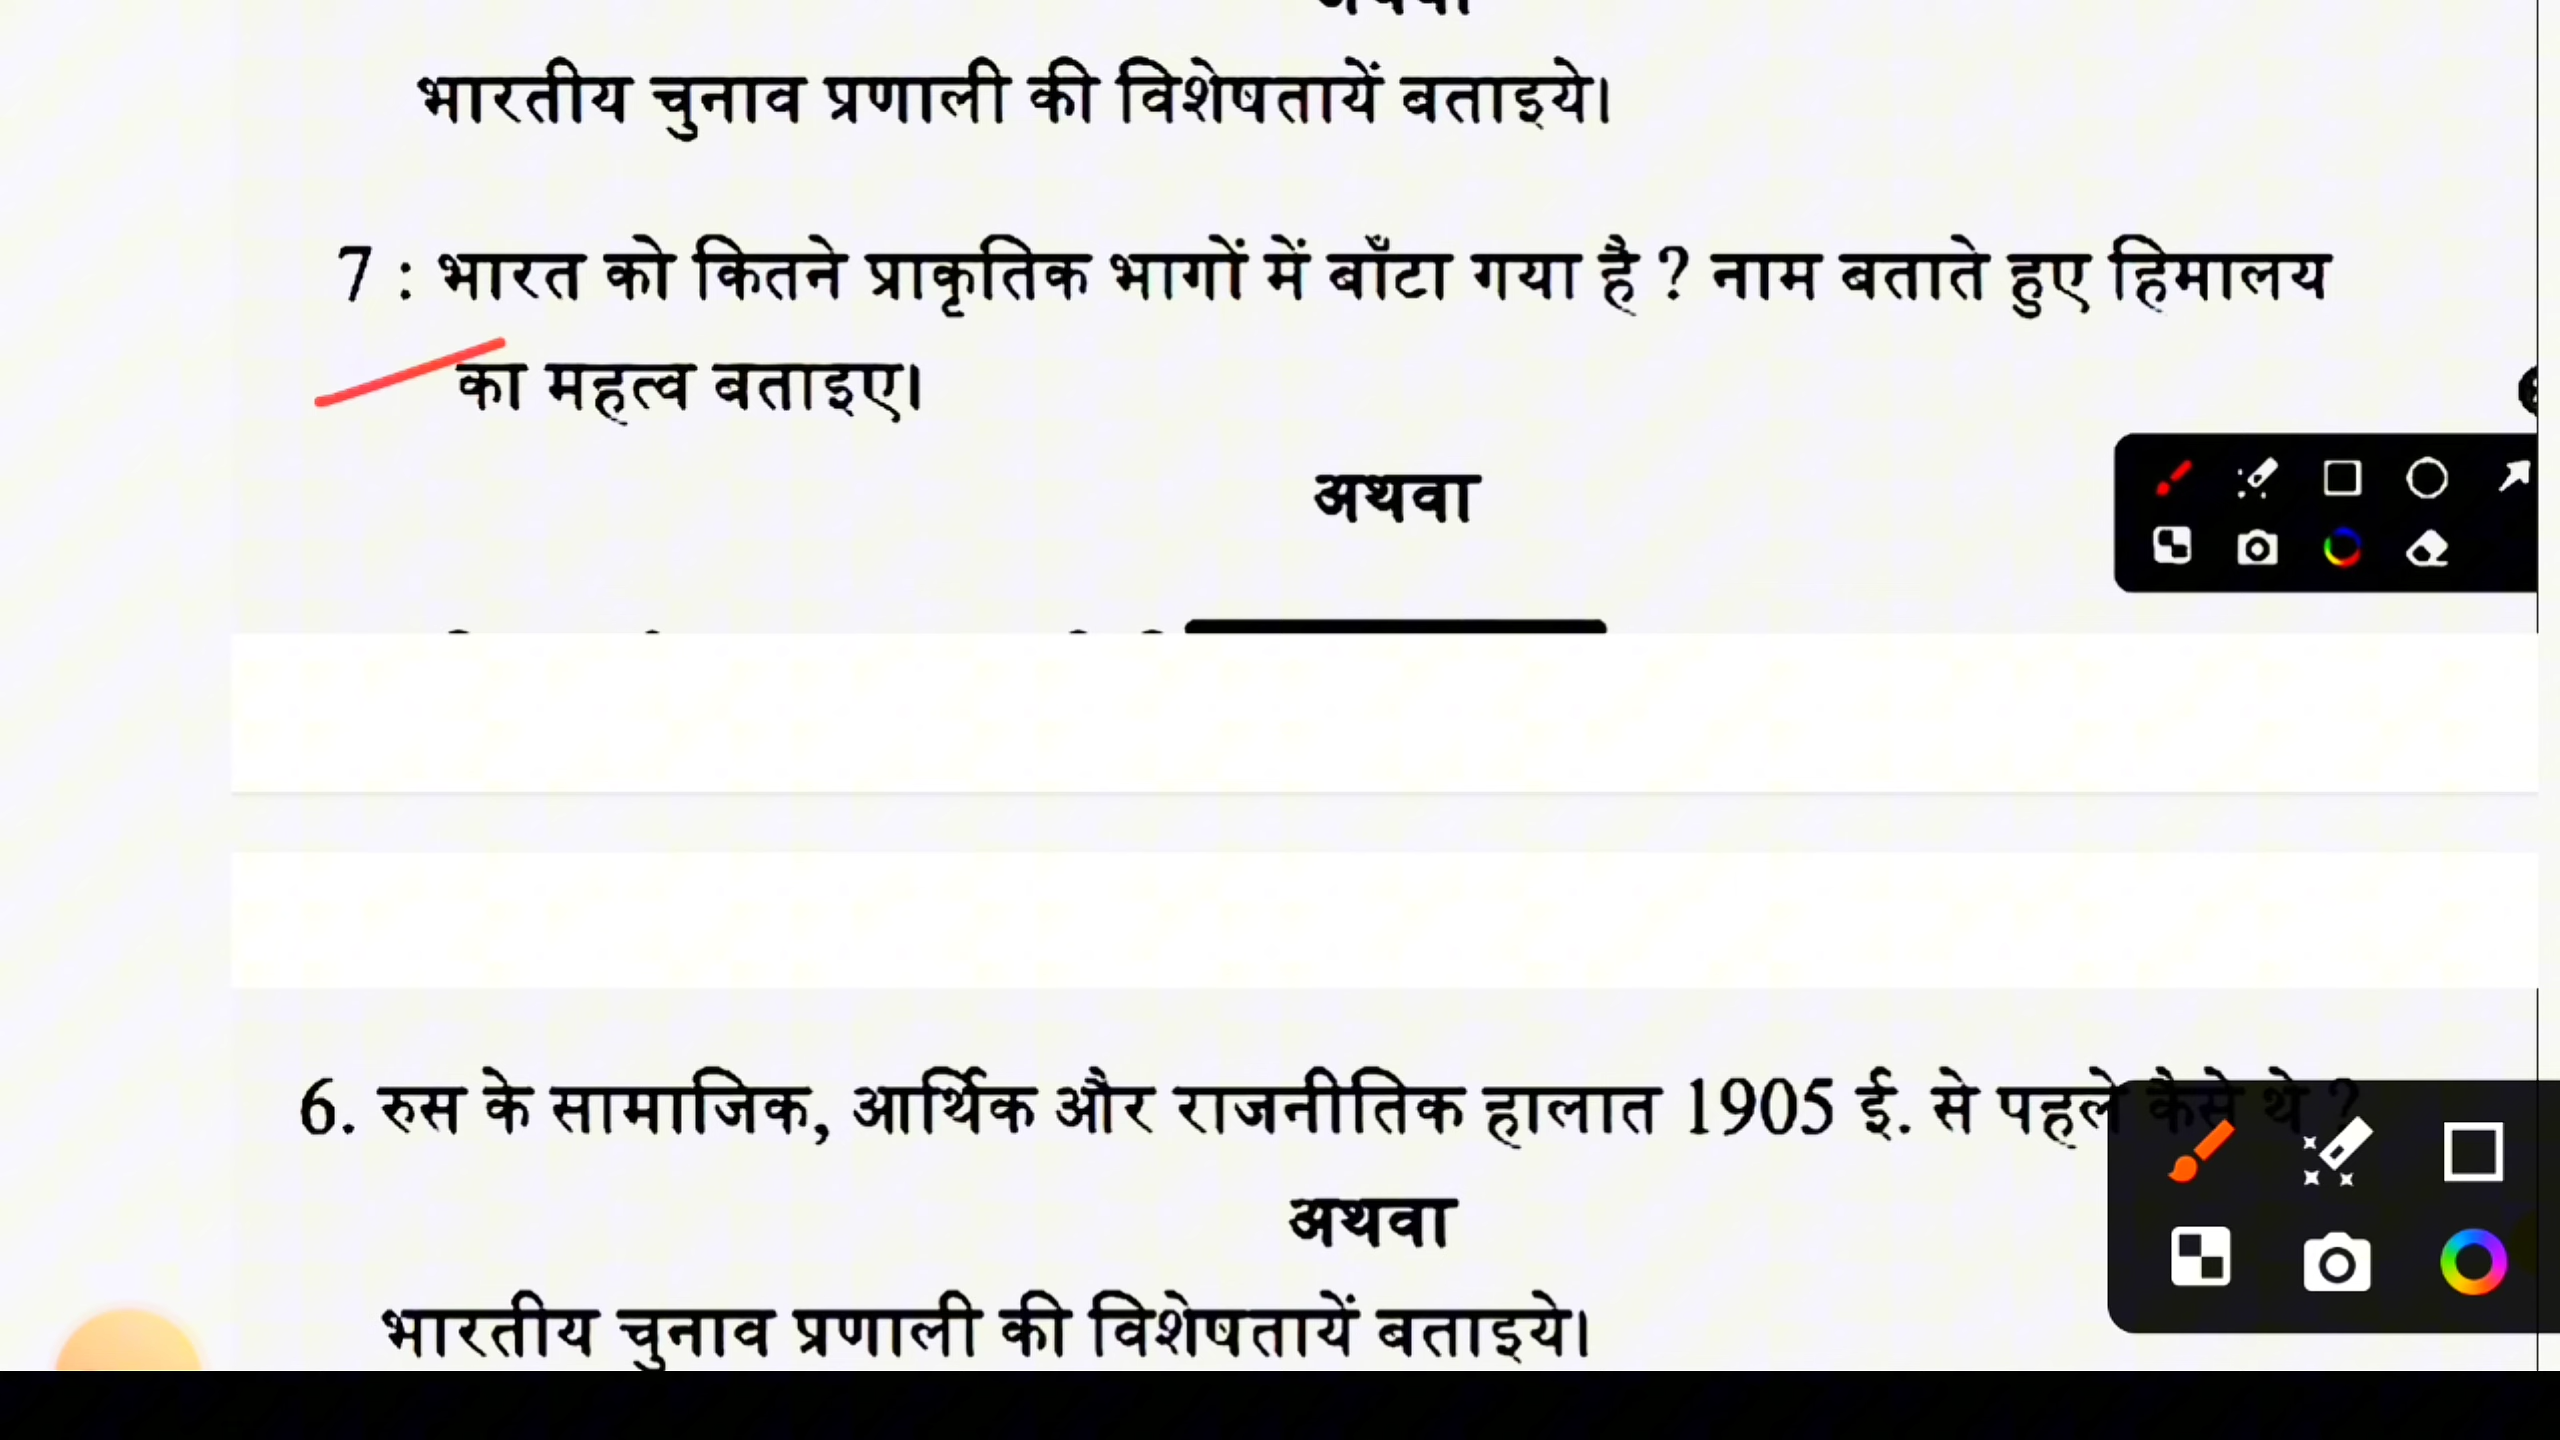 भारतीय चुनाव प्रणाली की विशेषतायें बताइये।
7 : भारत को कितने प्राकृतिक भागों में बाँटा गया है ? नाम बताते हुए हिमालय
का महत्व बताइए।
अथवा
6. रुस के सामाजिक, आर्थिक और राजनीतिक हालात 1905 ई. से पहले कैसे थे ?
अथवा
भारतीय चुनाव प्रणाली की विशेषतायें बताइये।